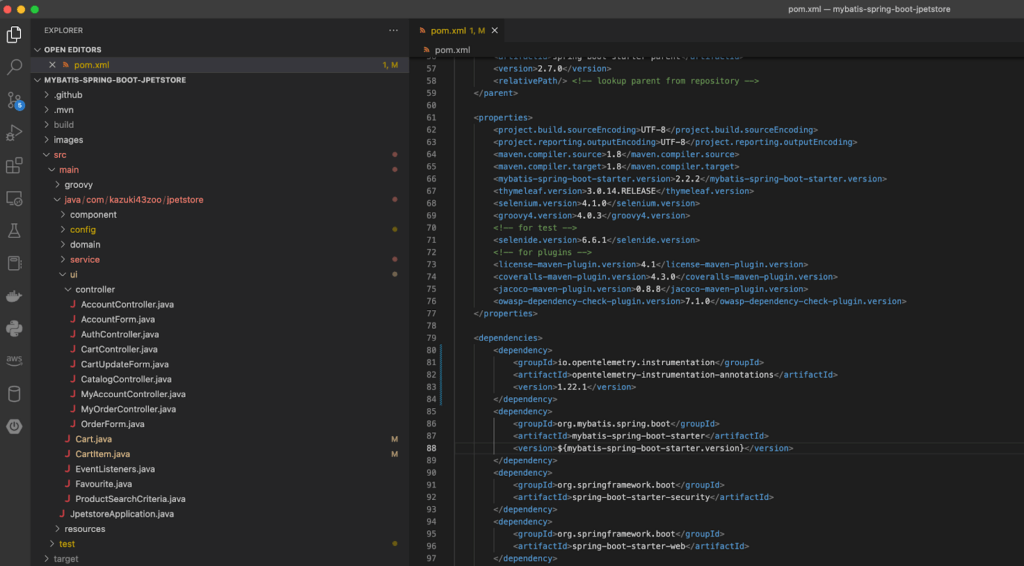 pom.xml — mybatis-spring-boot-jpetstore
EXPLORER
OPEN EDITORS
pom.xml 1, M
MYBATIS-SPRING-BOOT-JPETSTORE
.github
.mvn
build
images
src
main
groovy
java/com/kazuki43zoo/jpetstore
component
config
domain
service
ui
controller
AccountController.java
AccountForm.java
AuthController.java
CartController.java
CartUpdateForm.java
CatalogController.java
MyAccountController.java
MyOrderController.java
OrderForm.java
Cart.java M
CartItem.java M
EventListeners.java
Favourite.java
ProductSearchCriteria.java
JpetstoreApplication.java
resources
test
target
5
aws
pom.xml 1, M
pom.xml
57 <version>2.7.0</version>
58 <relativePath/> <!-- lookup parent from repository -->
59 </parent>
60
61 <properties>
62 <project.build.sourceEncoding>UTF-8</project.build.sourceEncoding>
63 <project.reporting.outputEncoding>UTF-8</project.reporting.outputEncoding>
64 <maven.compiler.source>1.8</maven.compiler.source>
65 <maven.compiler.target>1.8</maven.compiler.target>
66 <mybatis-spring-boot-starter.version>2.2.2</mybatis-spring-boot-starter.version>
67 <thymeleaf.version>3.0.14.RELEASE</thymeleaf.version>
68 <selenium.version>4.1.0</selenium.version>
69 <groovy4.version>4.0.3</groovy4.version>
70 <!-- for test -->
71 <selenide.version>6.6.1</selenide.version>
72 <!-- for plugins -->
73 <license-maven-plugin.version>4.1</license-maven-plugin.version>
74 <coveralls-maven-plugin.version>4.3.0</coveralls-maven-plugin.version>
75 <jacoco-maven-plugin.version>0.8.8</jacoco-maven-plugin.version>
76 <owasp-dependency-check-plugin.version>7.1.0</owasp-dependency-check-plugin.version>
77 </properties>
78
79 <dependencies>
80 <dependency>
81 <groupId>io.opentelemetry.instrumentation</groupId>
82 <artifactId>opentelemetry-instrumentation-annotations</artifactId>
83 <version>1.22.1</version>
84 </dependency>
85 <dependency>
86 <groupId>org.mybatis.spring.boot</groupId>
87 <artifactId>mybatis-spring-boot-starter</artifactId>
88 <version>${mybatis-spring-boot-starter.version}</version>
89 </dependency>
90 <dependency>
91 <groupId>org.springframework.boot</groupId>
92 <artifactId>spring-boot-starter-security</artifactId>
93 </dependency>
94 <dependency>
95 <groupId>org.springframework.boot</groupId>
96 <artifactId>spring-boot-starter-web</artifactId>
97 </dependency>